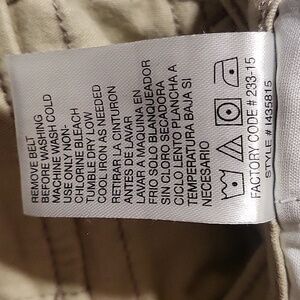 REMOVE BELT
BEFORE WASHING
MACHINE WASH COLD
USE ONLY NON-
CHLORINE BLEACH
TUMBLE DRY LOW
COOL IRON AS NEEDED
RETIRAR LA CINTURON
ANTES DE LAVAR
LAVAR A MAQUINA EN
FRIO SOLO BLANQUEADOR
SIN CLORO SECADORA
CICLO LENTO PLANCHA A
TEMPERATURA BAJA SI
NECESARIO
FACTORY CODE # 233-15
STYLE # 1435815